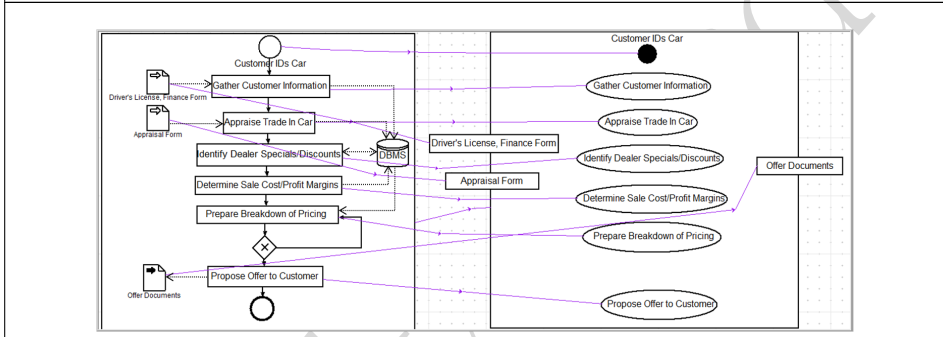 Customer IDs Car
Gather Customer Information
Driver's License, Finance Form
Appraise Trade In Car
Appraisal Form
Identify Dealer Specials/Discounts
DBMS
Determine Sale Cost/Profit Margins
Prepare Breakdown of Pricing
Propose Offer to Customer
Offer Documents
Driver's License, Finance Form
Appraisal Form
Customer IDs Car
Gather Customer Information
Appraise Trade In Car
Identify Dealer Specials/Discounts
Offer Documents
Determine Sale Cost/Profit Margins
Prepare Breakdown of Pricing
Propose Offer to Customer